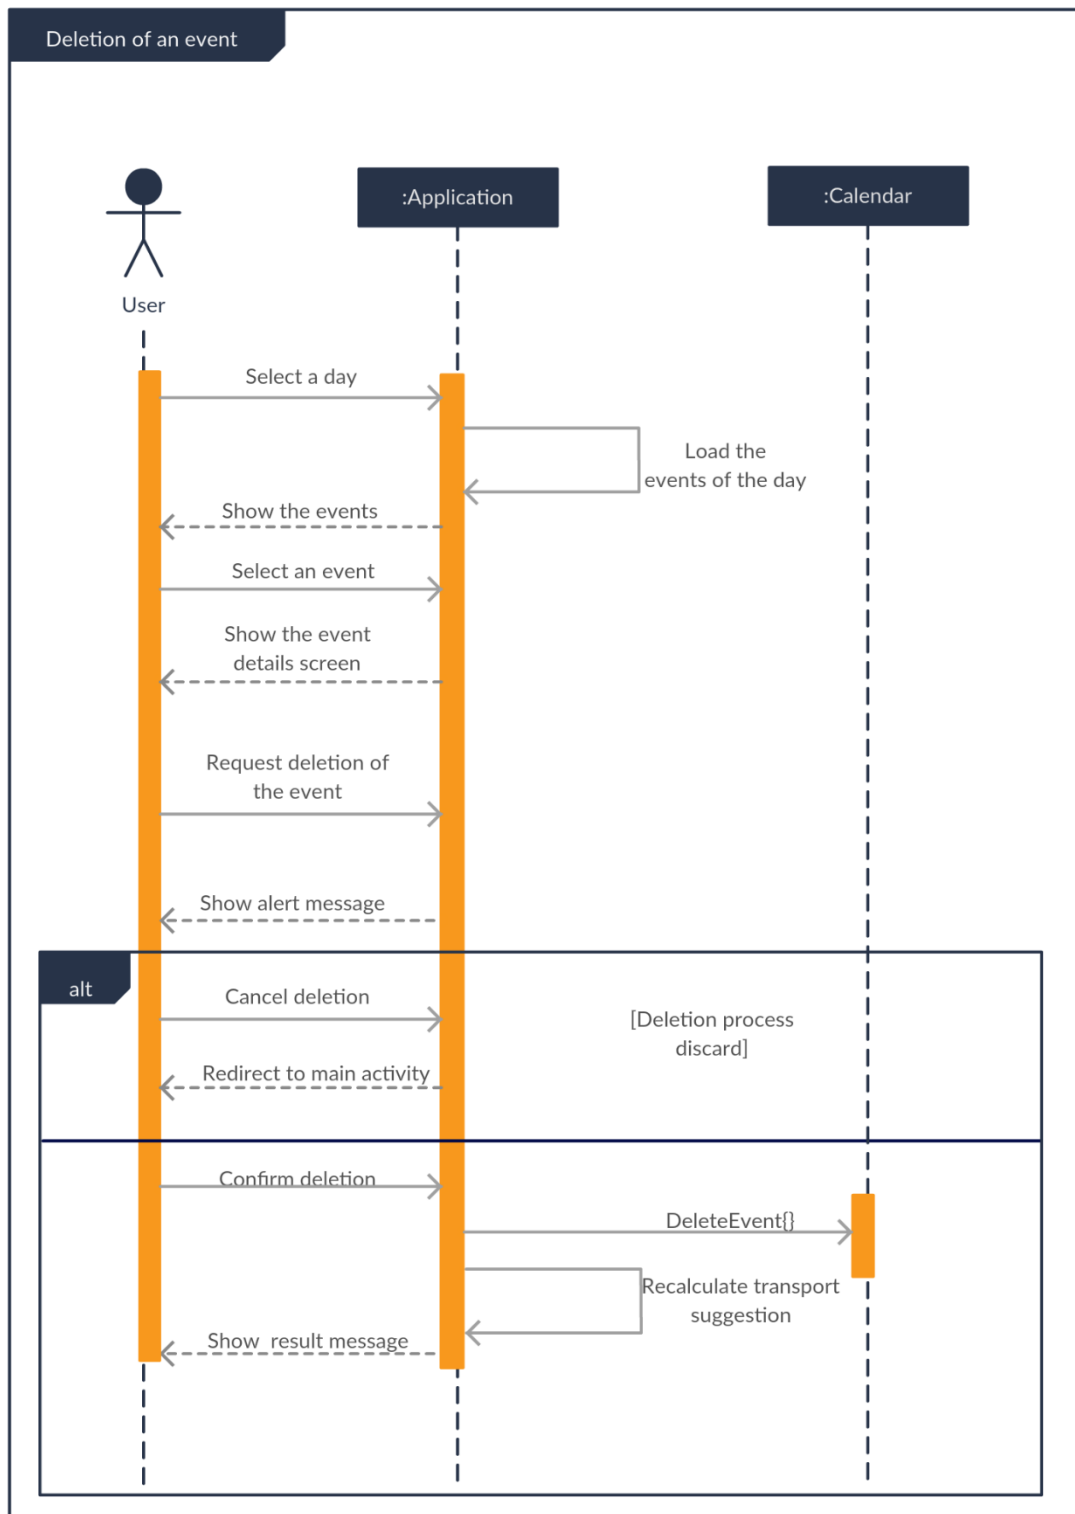 Deletion of an event
:Application
:Calendar
User
Select a day
Load the
events of the day
Show the events
Select an event
Show the event
details screen
Request deletion of
the event
Show alert message
alt
Cancel deletion
[Deletion process
discard]
Redirect to main activity
Confirm deletion
DeleteEvent{}
Recalculate transport
suggestion
Show  result message